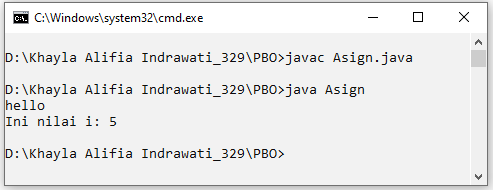 C:\Windows\system32\cmd.exe
D:\Khayla Alifia Indrawati_329\PBO>javac Asign.java
D:\Khayla Alifia Indrawati_329\PBO>java Asign
hello
Ini nilai i: 5
D:\Khayla Alifia Indrawati_329\PBO>